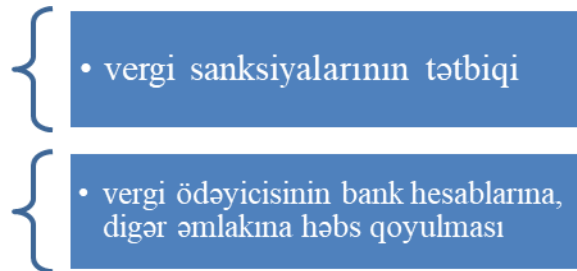 • vergi sanksiyalarının tətbiqi
• vergi ödəyicisinin bank hesablarına,
digər əmlakına həbs qoyulması